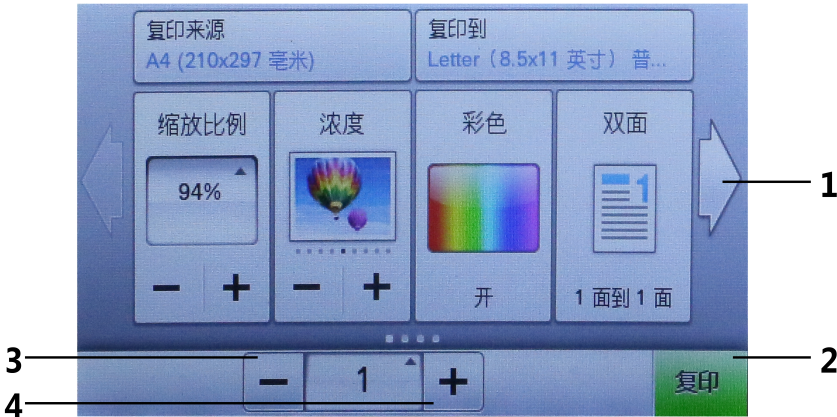 复印来源
A4 (210x297 毫米)
复印到
Letter（8.5x11 英寸） 普...
缩放比例
94%
浓度
彩色
开
双面
1
1 面到 1 面
1
2
3
4
1
复印